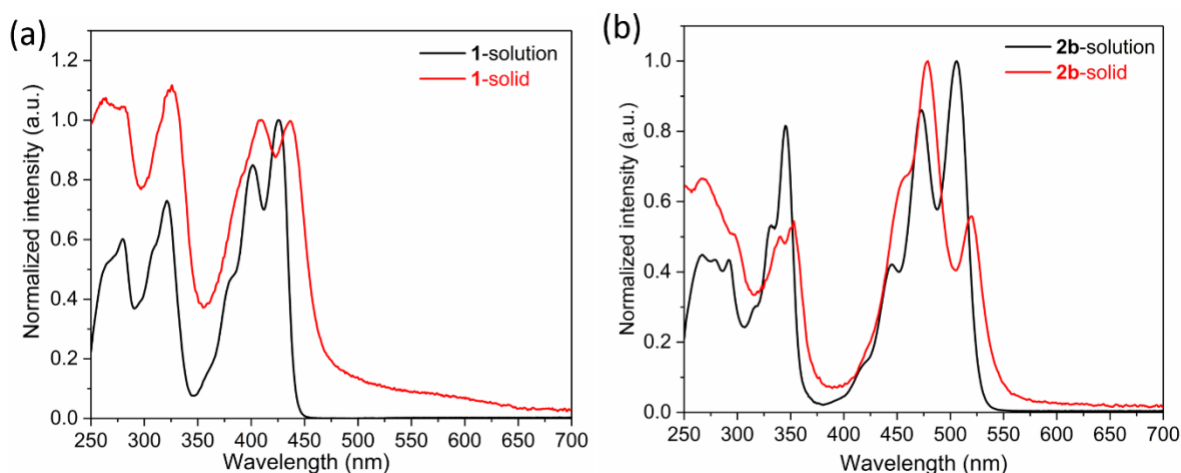 (a)
1-solution
1-solid
Normalized intensity (a.u.)
1.2
1.0
0.8
0.6
0.4
0.2
0.0
250 300 350 400 450 500 550 600 650 700
Wavelength (nm)
(b)
2b-solution
2b-solid
Normalized intensity (a.u.)
1.0
0.8
0.6
0.4
0.2
0.0
250 300 350 400 450 500 550 600 650 700
Wavelength (nm)